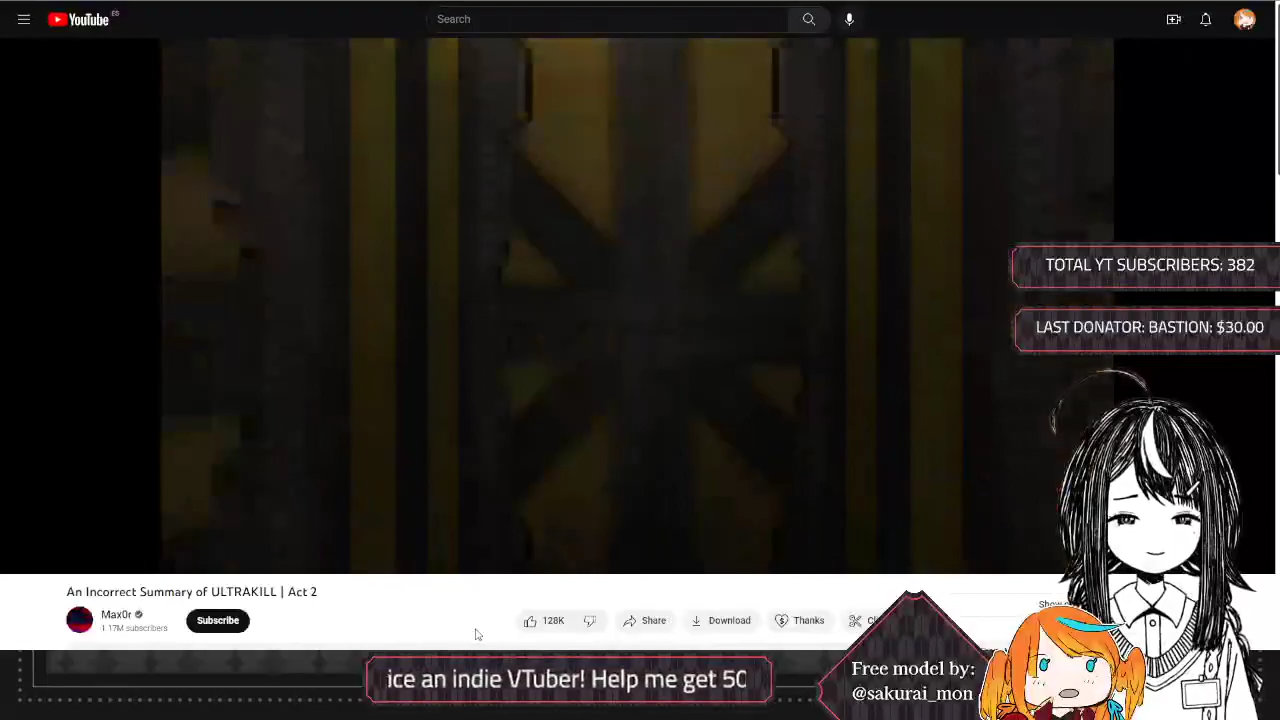 YouTube ES
Search
TOTAL YT SUBSCRIBERS: 382
LAST DONATOR: BASTION: $30.00
An Incorrect Summary of ULTRAKILL | Act 2
Max0r
1.17M subscribers
Subscribe
128K
Share
Download
Thanks
ice an indie VTuber! Help me get 50
Free model by:
@sakurai_mon